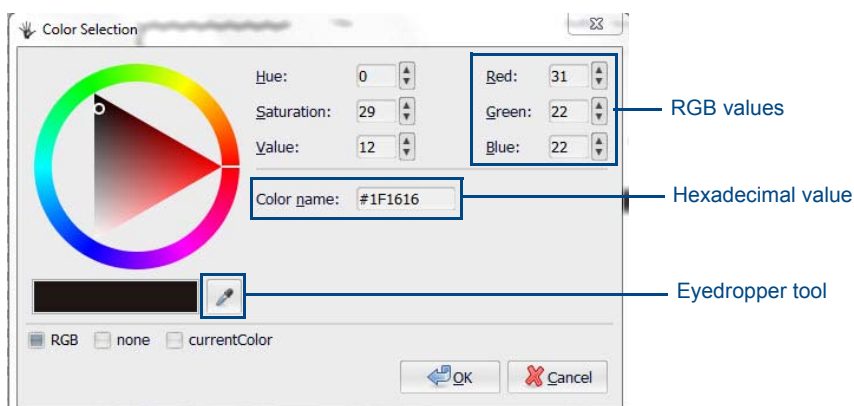 Color Selection
Hue: 0 Red: 31
Saturation: 29 Green: 22 RGB values
Value: 12 Blue: 22
Color name: #1F1616 Hexadecimal value
Eyedropper tool
RGB none currentColor
OK Cancel